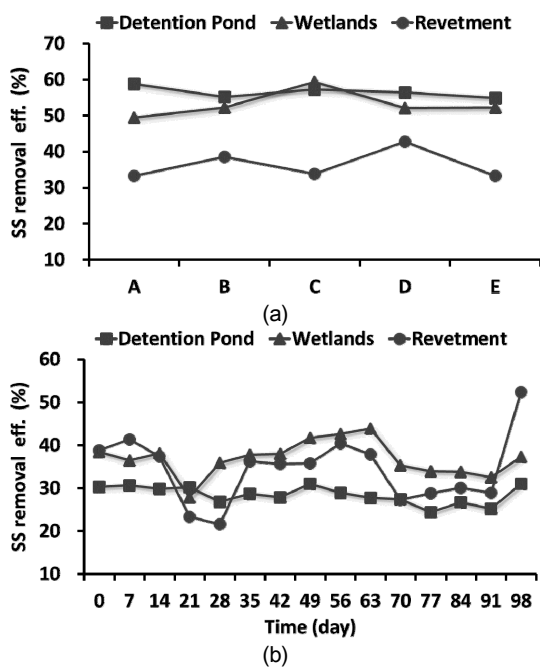 Detention Pond Wetlands Revetment
70
60
50
40
30
20
10
SS removal eff. (%)
A B C D E
(a)
Detention Pond Wetlands Revetment
60
50
40
30
20
10
SS removal eff. (%)
0 7 14 21 28 35 42 49 56 63 70 77 84 91 98
Time (day)
(b)